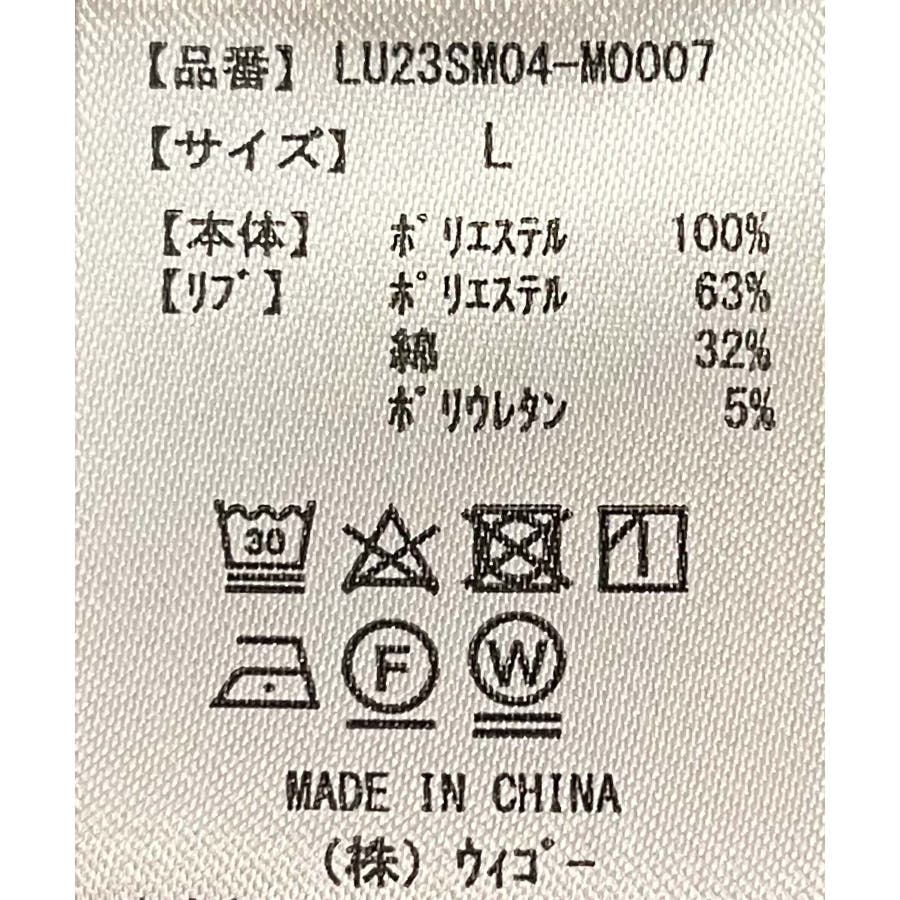 【品番】 LU23SM04-M0007
【サイズ】 L
【本体】 ﾎﾟﾘｴｽﾃﾙ 100%
【ﾘﾌﾞ】 ﾎﾟﾘｴｽﾃﾙ 63%
綿 32%
ﾎﾟﾘｳﾚﾀﾝ 5%
30
F W
MADE IN CHINA
(株) ｳｨｺﾞｰ